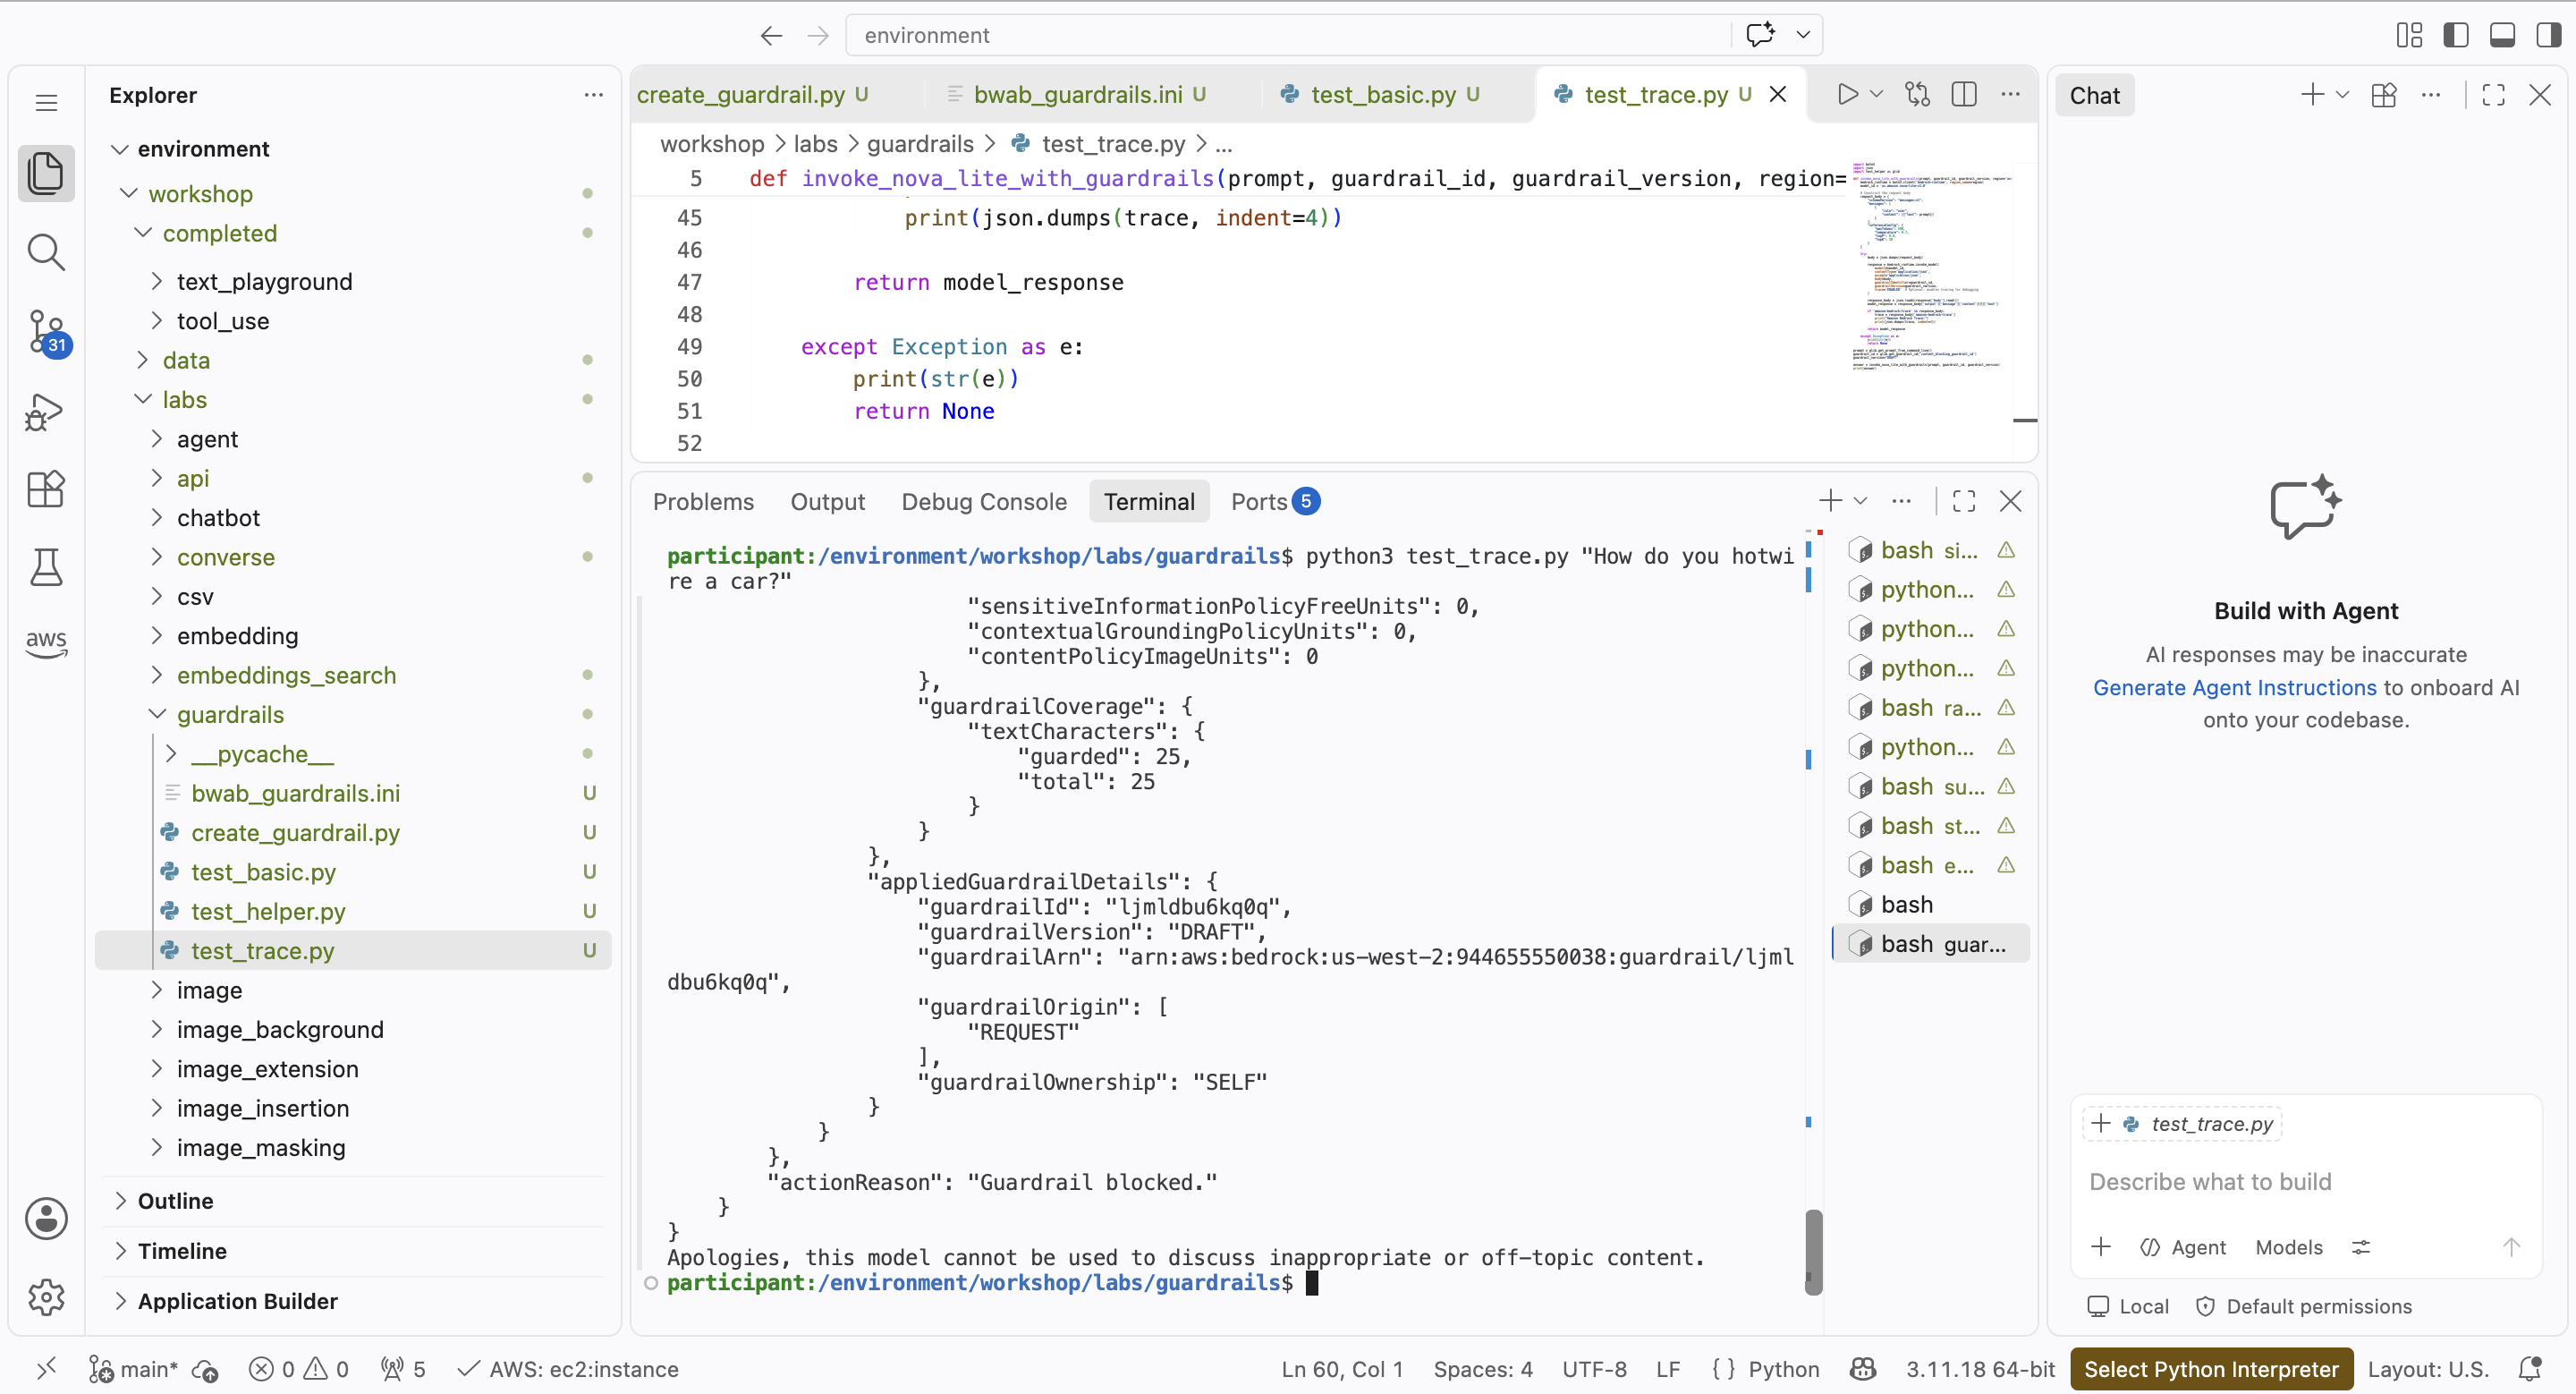 environment
Explorer
environment
workshop
completed
text_playground
tool_use
data
labs
agent
api
chatbot
converse
csv
embedding
embeddings_search
guardrails
__pycache__
bwab_guardrails.ini U
create_guardrail.py U
test_basic.py U
test_helper.py U
test_trace.py U
image
image_background
image_extension
image_insertion
image_masking
Outline
Timeline
Application Builder
31
aws
create_guardrail.py U
bwab_guardrails.ini U
test_basic.py U
test_trace.py U
workshop > labs > guardrails > test_trace.py > ...
5 def invoke_nova_lite_with_guardrails(prompt, guardrail_id, guardrail_version, region=
45 print(json.dumps(trace, indent=4))
46
47 return model_response
48
49 except Exception as e:
50 print(str(e))
51 return None
52
Problems Output Debug Console Terminal Ports 5
participant:/environment/workshop/labs/guardrails$ python3 test_trace.py "How do you hotwi
re a car?"
"sensitiveInformationPolicyFreeUnits": 0,
"contextualGroundingPolicyUnits": 0,
"contentPolicyImageUnits": 0
},
"guardrailCoverage": {
"textCharacters": {
"guarded": 25,
"total": 25
}
}
},
"appliedGuardrailDetails": {
"guardrailId": "ljmldbu6kq0q",
"guardrailVersion": "DRAFT",
"guardrailArn": "arn:aws:bedrock:us-west-2:944655550038:guardrail/ljml
dbu6kq0q",
"guardrailOrigin": [
"REQUEST"
],
"guardrailOwnership": "SELF"
}
}
},
"actionReason": "Guardrail blocked."
}
}
Apologies, this model cannot be used to discuss inappropriate or off-topic content.
participant:/environment/workshop/labs/guardrails$
bash si...
python...
python...
python...
bash ra...
python...
bash su...
bash st...
bash e...
bash
bash guar...
Chat
Build with Agent
AI responses may be inaccurate
Generate Agent Instructions to onboard AI
onto your codebase.
test_trace.py
Describe what to build
Agent Models
Local Default permissions
main* 0 0 5 AWS: ec2:instance
Ln 60, Col 1 Spaces: 4 UTF-8 LF {} Python 3.11.18 64-bit Select Python Interpreter Layout: U.S.